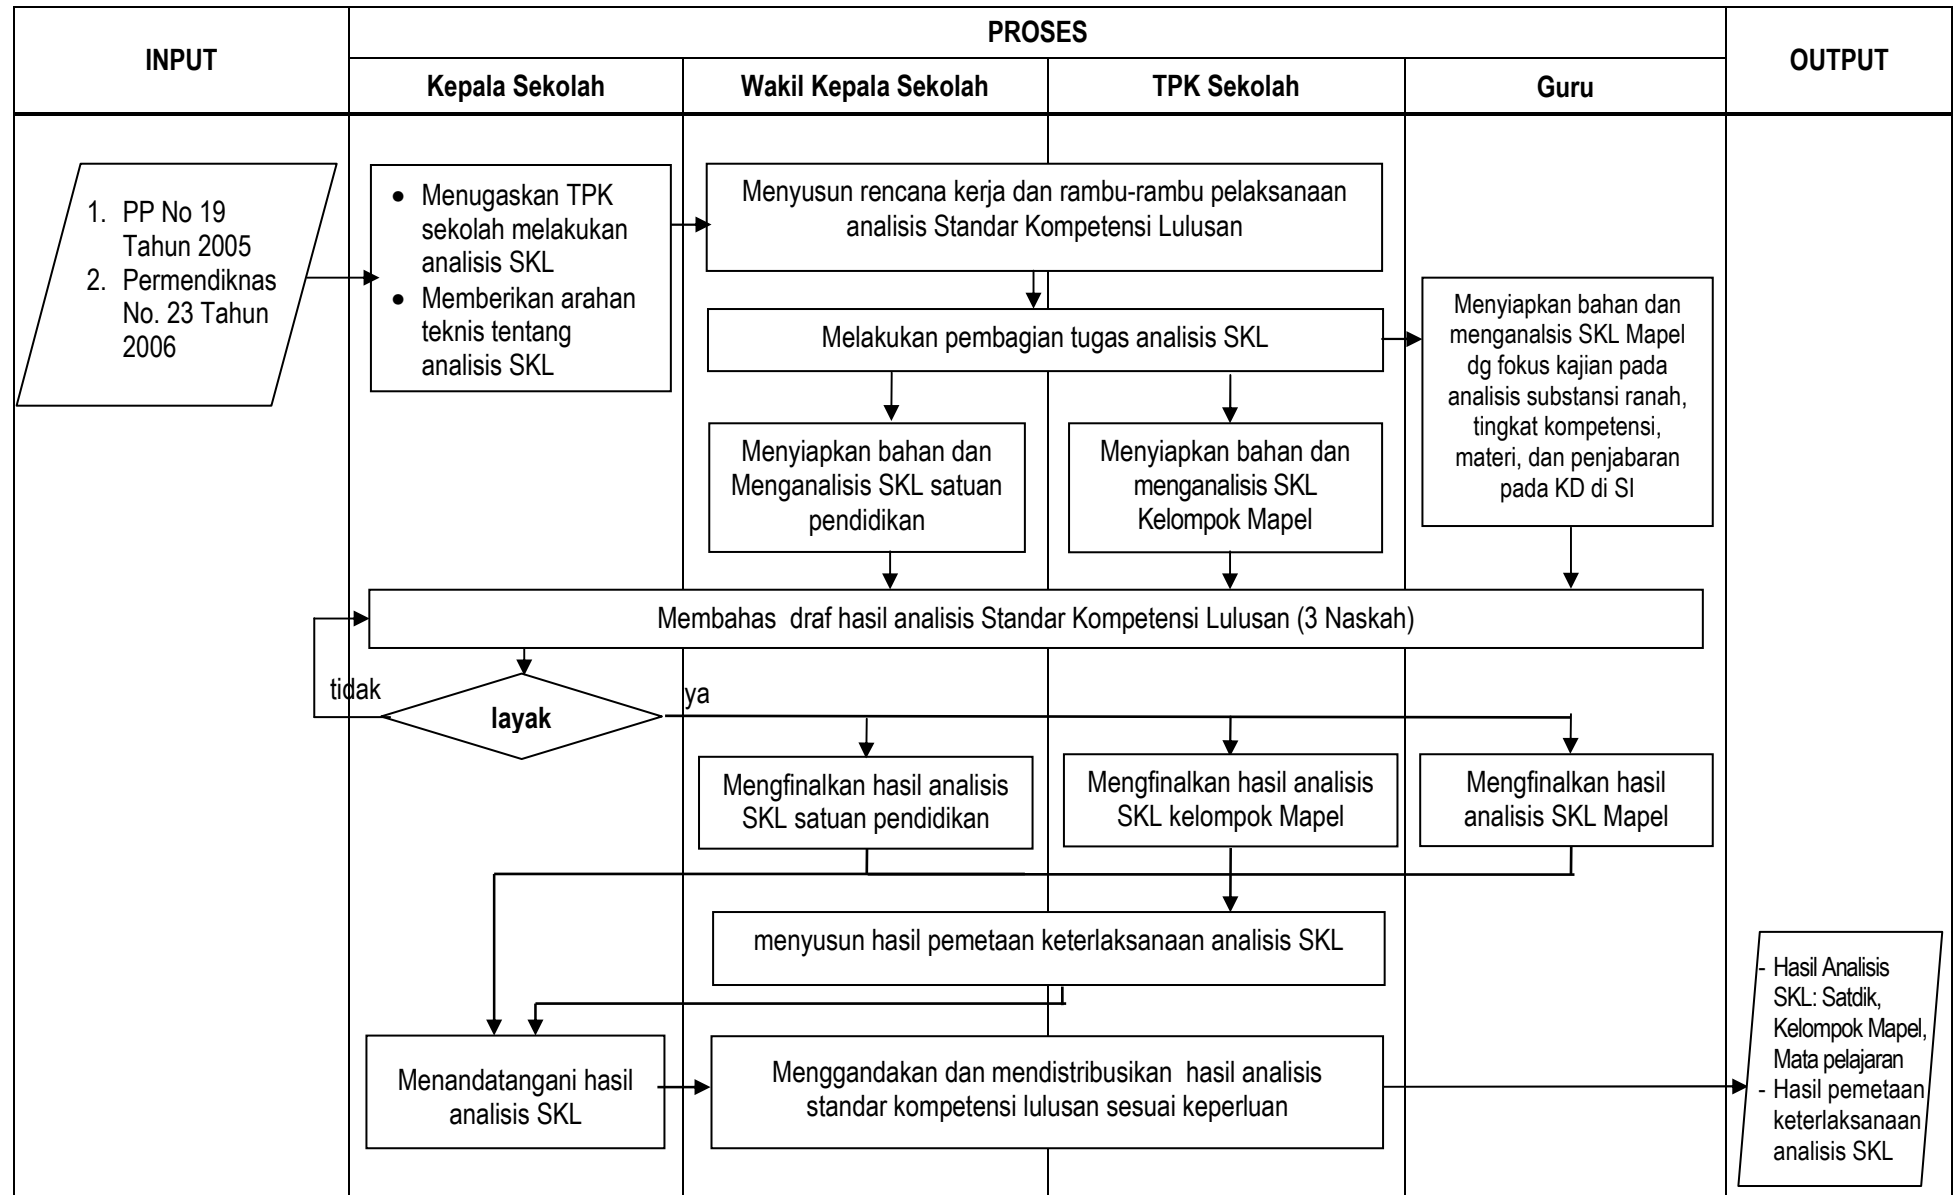 INPUT
PROSES
OUTPUT
Kepala Sekolah
Wakil Kepala Sekolah
TPK Sekolah
Guru
1. PP No 19
Tahun 2005
2. Permendiknas
No. 23 Tahun
2006
• Menugaskan TPK
sekolah melakukan
analisis SKL
• Memberikan arahan
teknis tentang
analisis SKL
Menyusun rencana kerja dan rambu-rambu pelaksanaan
analisis Standar Kompetensi Lulusan
Melakukan pembagian tugas analisis SKL
Menyiapkan bahan dan
menganalsis SKL Mapel
dg fokus kajian pada
analisis substansi ranah,
tingkat kompetensi,
materi, dan penjabaran
pada KD di SI
Menyiapkan bahan dan
Menganalisis SKL satuan
pendidikan
Menyiapkan bahan dan
menganalisis SKL
Kelompok Mapel
Membahas draf hasil analisis Standar Kompetensi Lulusan (3 Naskah)
tidak
layak
ya
Mengfinalkan hasil analisis
SKL satuan pendidikan
Mengfinalkan hasil analisis
SKL kelompok Mapel
Mengfinalkan hasil
analisis SKL Mapel
menyusun hasil pemetaan keterlaksanaan analisis SKL
Menandatangani hasil
analisis SKL
Menggandakan dan mendistribusikan hasil analisis
standar kompetensi lulusan sesuai keperluan
- Hasil Analisis
SKL: Satdik,
Kelompok Mapel,
Mata pelajaran
- Hasil pemetaan
keterlaksanaan
analisis SKL